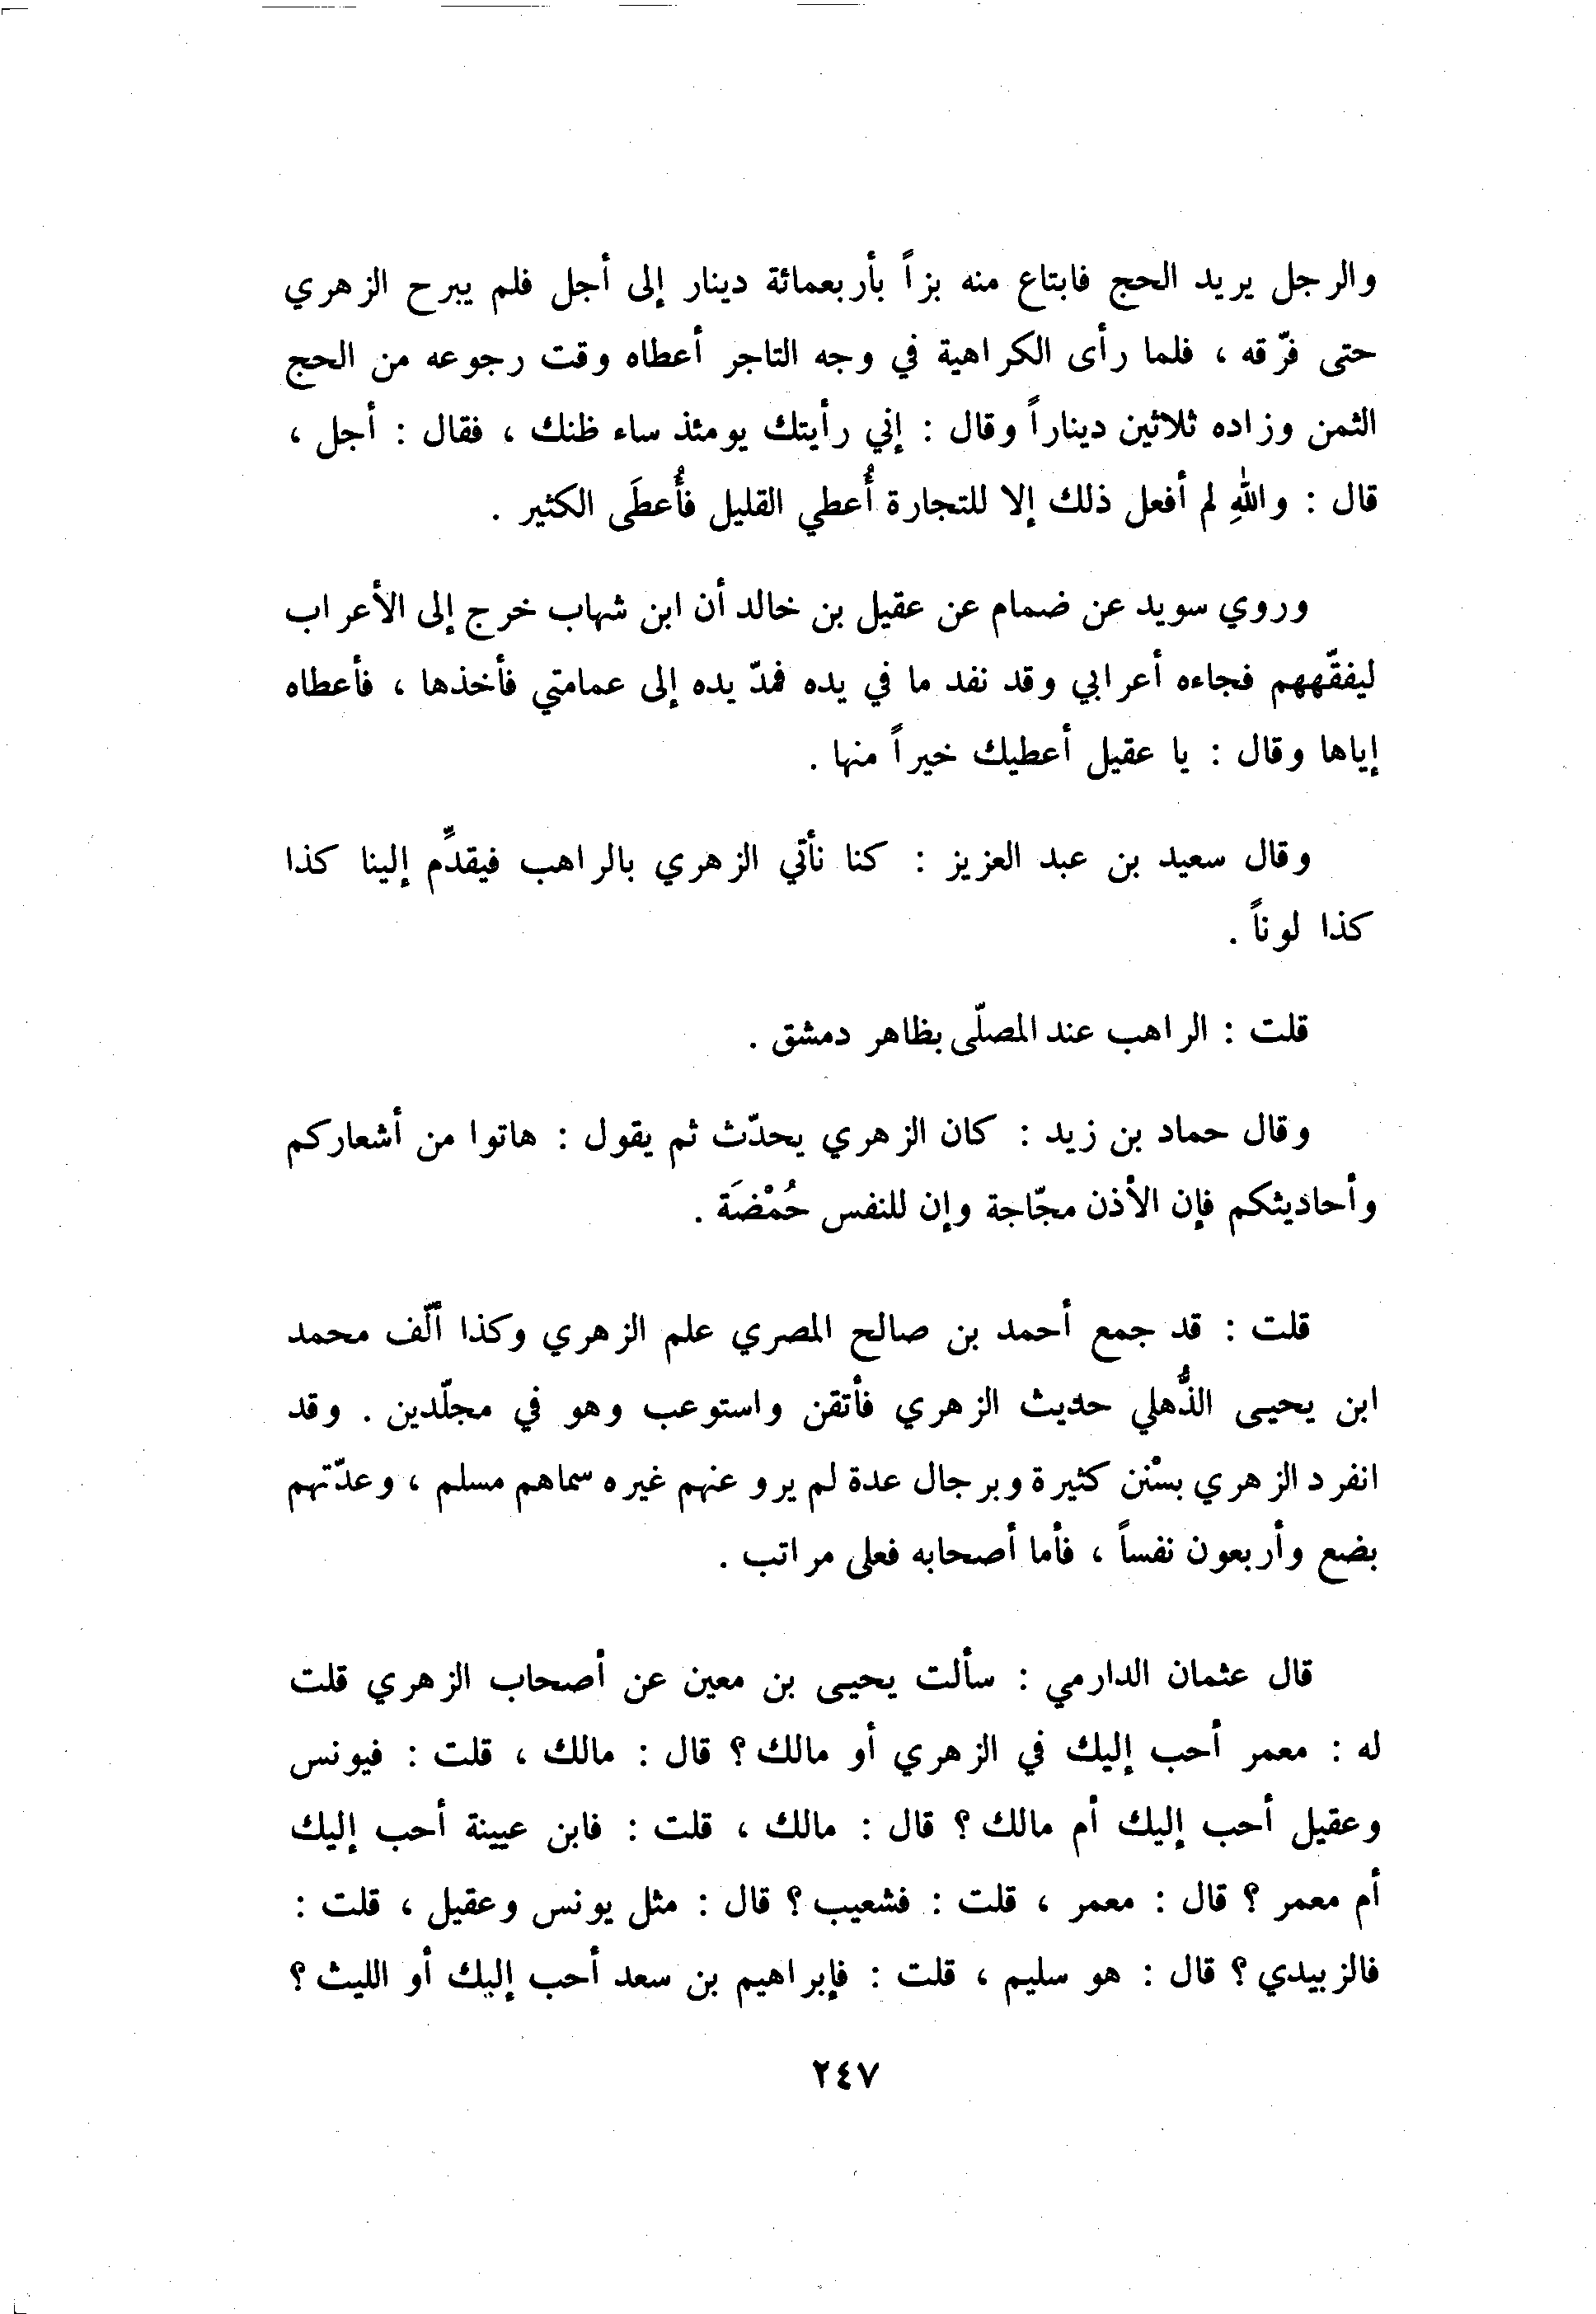 والرجل يريد الحج فابتاع منه بزاً بأربعمائة دينار إلى أجل فلم يبرح الزهري
حتى فرّقه ، فلما رأى الكراهية في وجه التاجر أعطاه وقت رجوعه من الحج
الثمن وزاده ثلاثين ديناراً وقال : إني رأيتك يومئذ ساء ظنك ، فقال : أجل ،
قال : واللهِ لم أفعل ذلك إلا للتجارة أُعطي القليل فأُعطَى الكثير .
وروي سويد عن ضمام عن عقيل بن خالد أن ابن شهاب خرج إلى الأعراب
ليفقّههم فجاءه أعرابي وقد نفد ما في يده فمدّ يده إلى عمامتي فأخذها ، فأعطاه
إياها وقال : يا عقيل أعطيك خيراً منها .
وقال سعيد بن عبد العزيز : كنا نأتي الزهري بالراهب فيقدِّم إلينا كذا
كذا لوناً .
قلت : الراهب عند المصلّى بظاهر دمشق .
وقال حماد بن زيد : كان الزهري يحدّث ثم يقول : هاتوا من أشعاركم
وأحاديثكم فإن الأذن مجّاجة وإن للنفس حُمْضَة .
قلت : قد جمع أحمد بن صالح المصري علم الزهري وكذا ألّف محمد
ابن يحيى الذُّهلي حديث الزهري فأتقن واستوعب وهو في مجلّدين . وقد
انفرد الزهري بسْنن كثيرة وبرجال عدة لم يرو عنهم غيره سماهم مسلم ، وعدّتهم
بضع وأربعون نفساً ، فأما أصحابه فعلى مراتب .
قال عثمان الدارمي : سألت يحيى بن معين عن أصحاب الزهري قلت
له : معمر أحب إليك في الزهري أو مالك ؟ قال : مالك ، قلت : فيونس
وعقيل أحب إليك أم مالك ؟ قال : مالك ، قلت : فابن عيينة أحب إليك
أم معمر ؟ قال : معمر ، قلت : فشعيب ؟ قال : مثل يونس وعقيل ، قلت :
فالزبيدي ؟ قال : هو سليم ، قلت : فإبراهيم بن سعد أحب إليك أو الليث ؟
٢٤٧